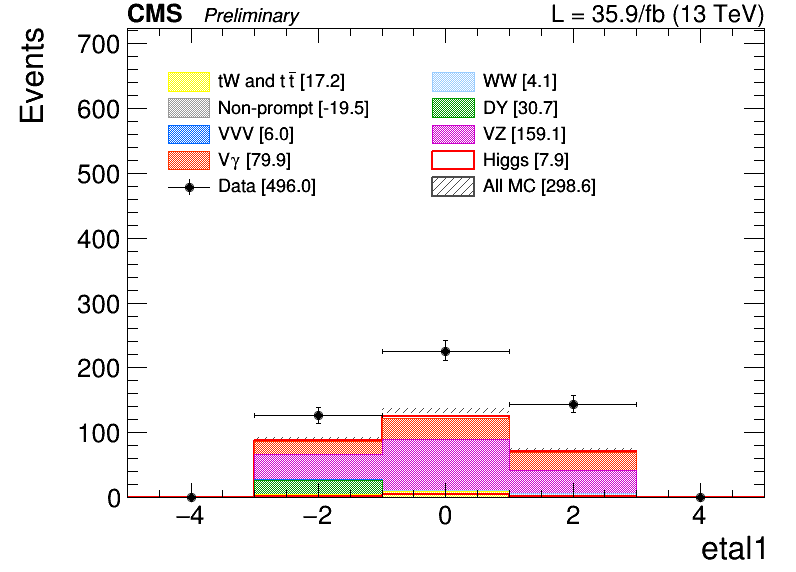 CMS Preliminary L = 35.9/fb (13 TeV)
Events
700
600
500
400
300
200
100
0
tW and t t̅ [17.2]
Non-prompt [-19.5]
VVV [6.0]
Vγ [79.9]
Data [496.0]
WW [4.1]
DY [30.7]
VZ [159.1]
Higgs [7.9]
All MC [298.6]
−4 −2 0 2 4
etal1